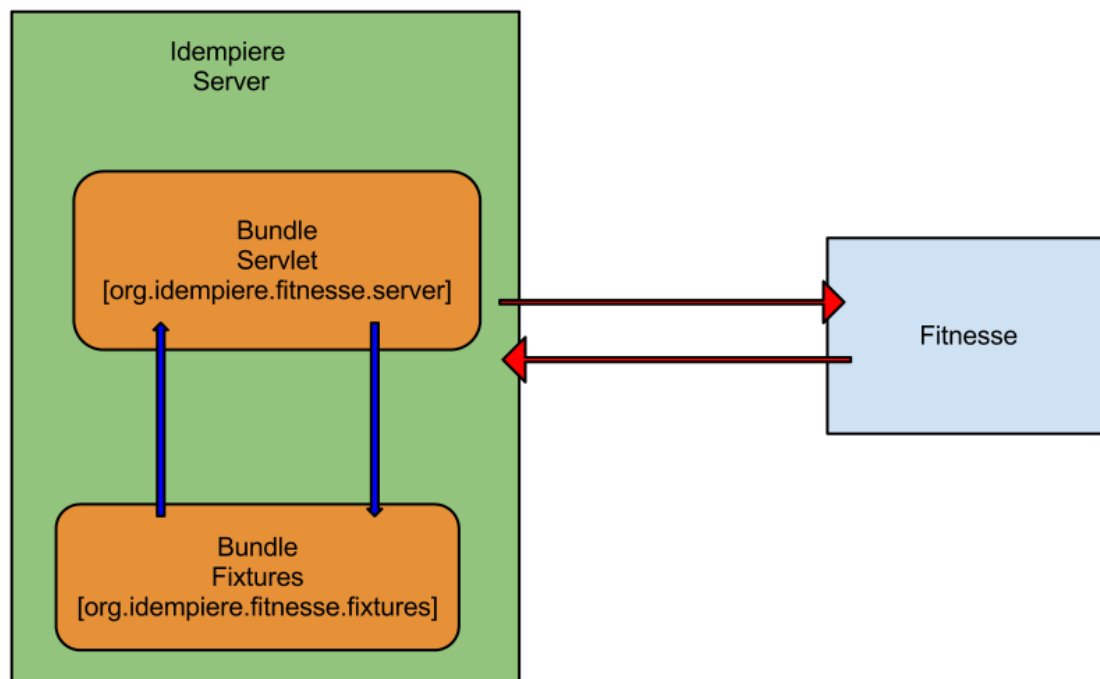 Idempiere
Server
Bundle
Servlet
[org.idempiere.fitnesse.server]
Fitnesse
Bundle
Fixtures
[org.idempiere.fitnesse.fixtures]